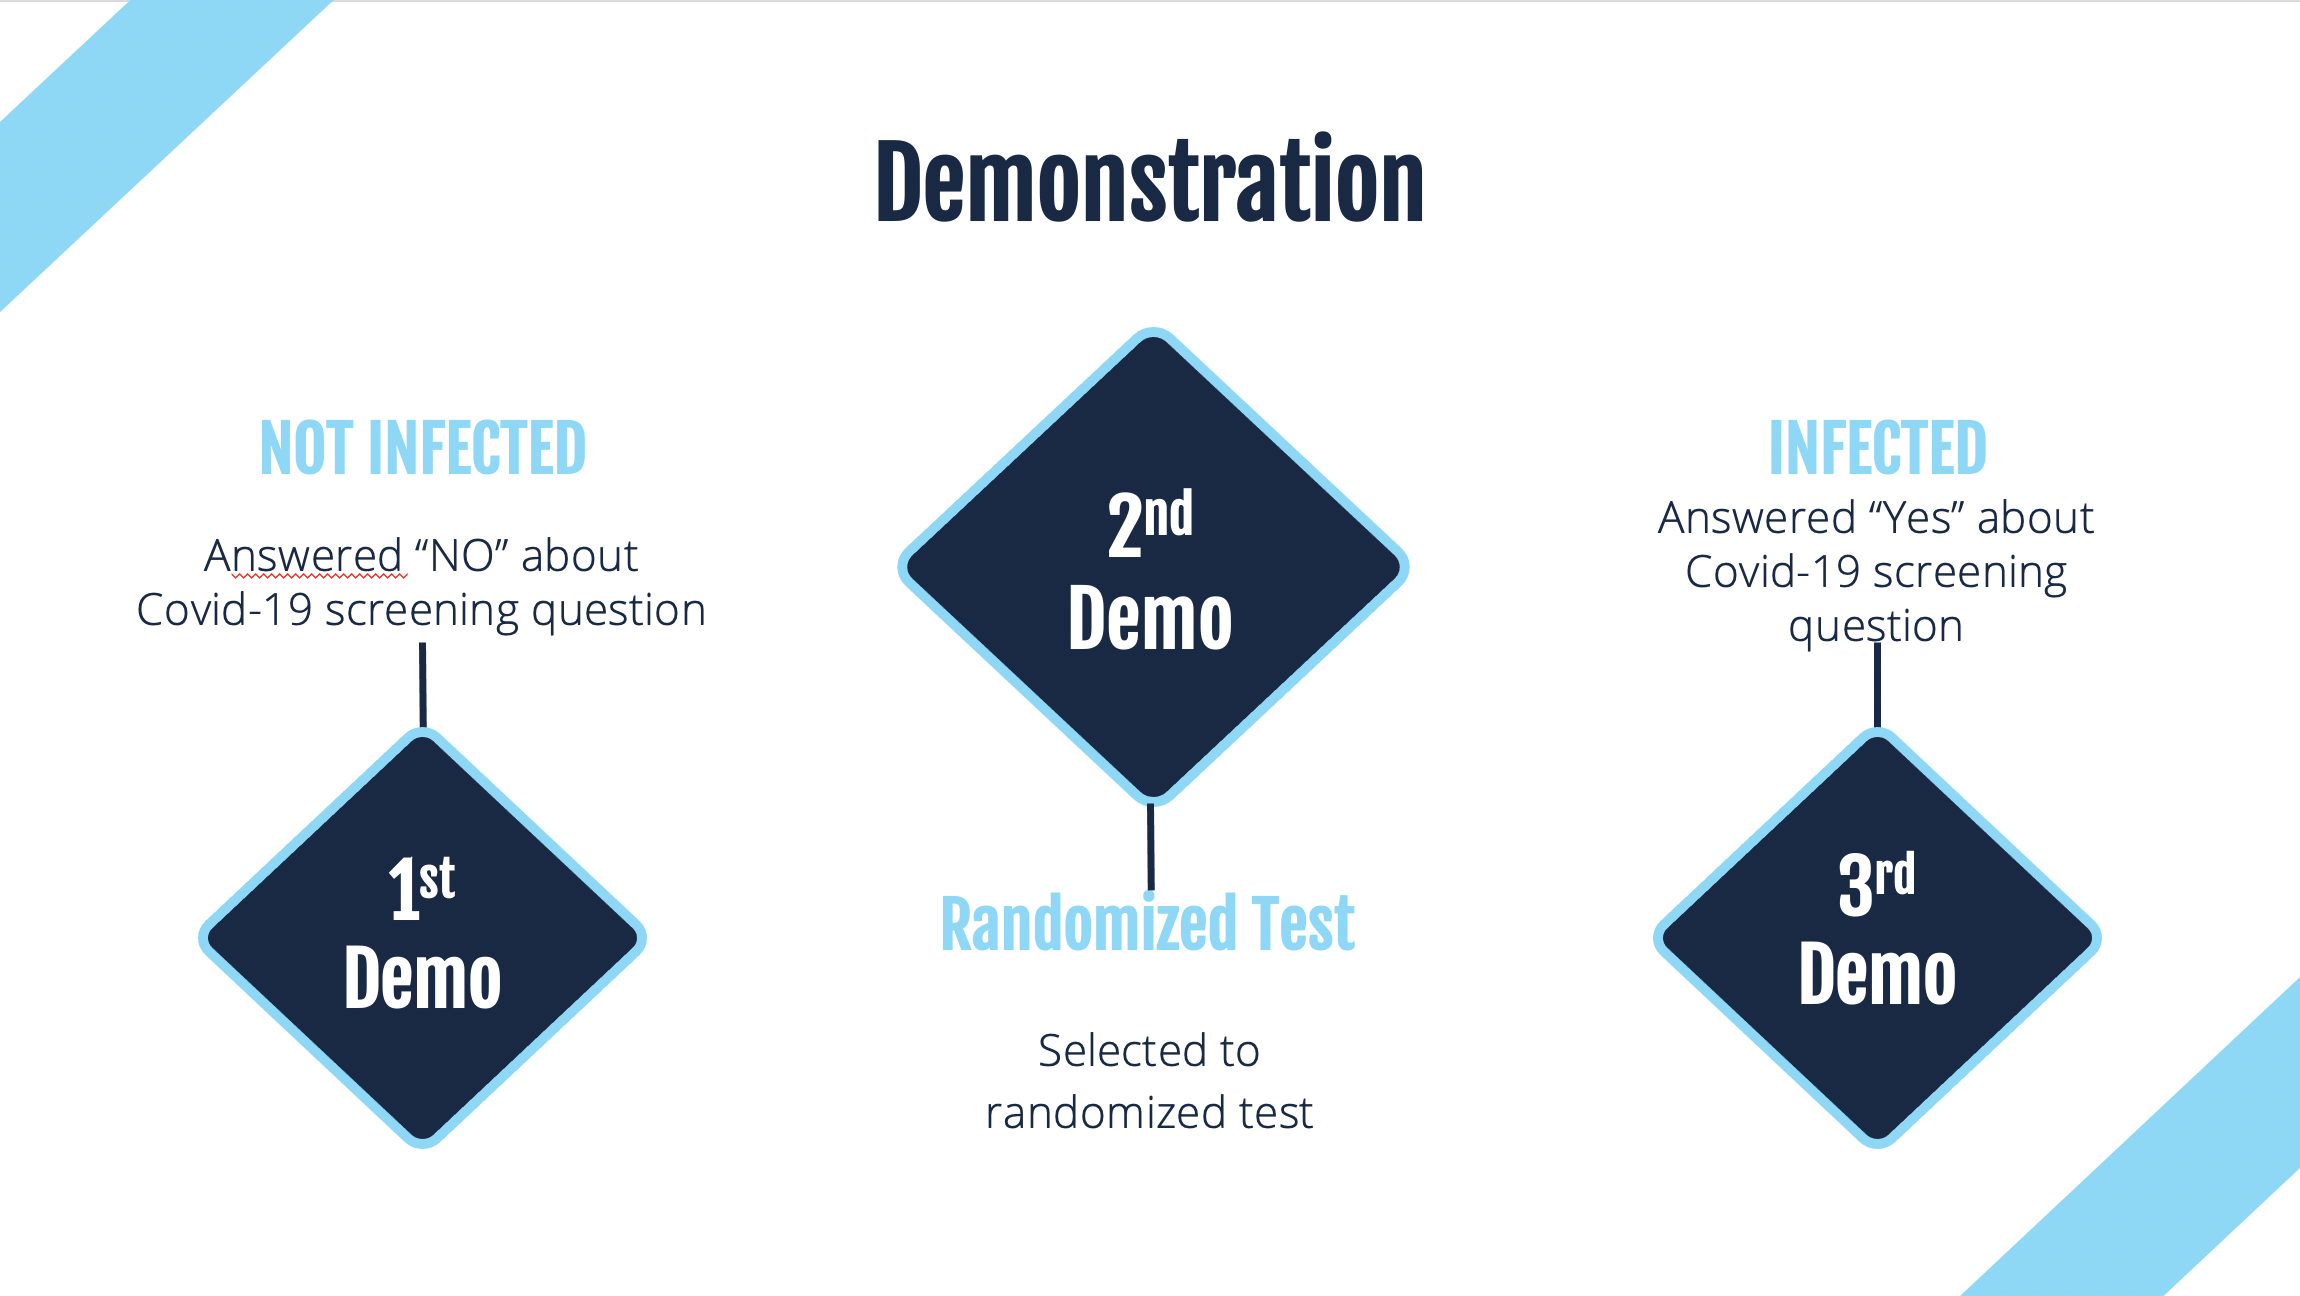 Demonstration
NOT INFECTED
Answered “NO” about
Covid-19 screening question
1st
Demo
2nd
Demo
Randomized Test
Selected to
randomized test
INFECTED
Answered “Yes” about
Covid-19 screening
question
3rd
Demo